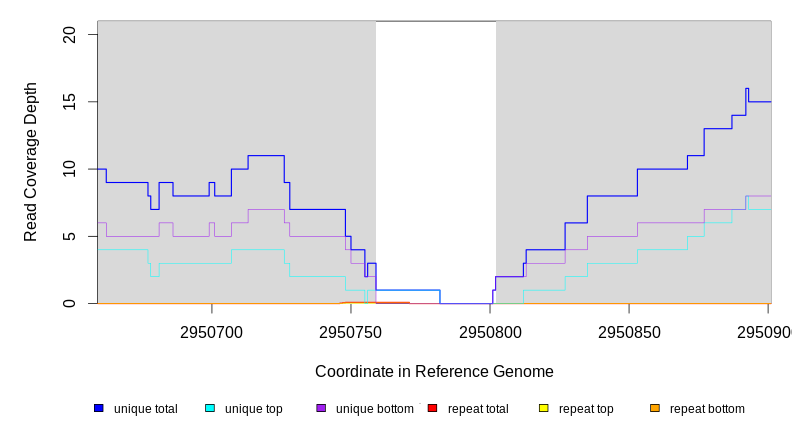 20
15
10
5
0
Read Coverage Depth
2950700 2950750 2950800 2950850 295090
Coordinate in Reference Genome
unique total unique top unique bottom repeat total repeat top repeat bottom